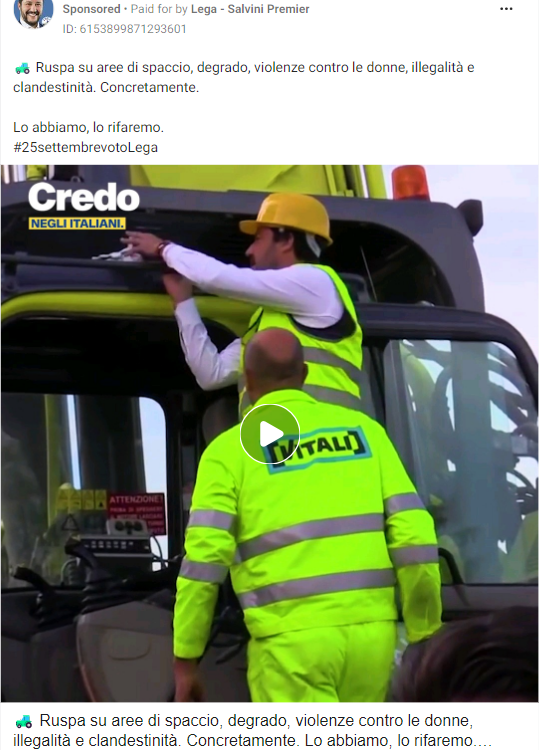 Sponsored • Paid for by Lega - Salvini Premier
ID: 6153899871293601
🚜 Ruspa su aree di spaccio, degrado, violenze contro le donne, illegalità e
clandestinità. Concretamente.
Lo abbiamo, lo rifaremo.
#25settembrevotoLega
Credo
NEGLI ITALIANI.
[VITALI]
ATTENZIONE!
🚜 Ruspa su aree di spaccio, degrado, violenze contro le donne,
illegalità e clandestinità. Concretamente. Lo abbiamo, lo rifaremo....